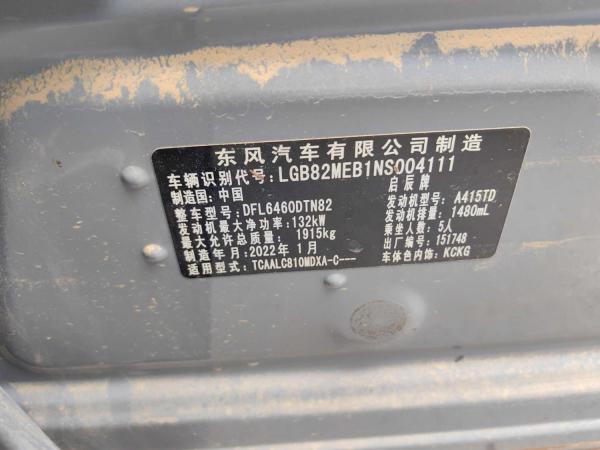 东风汽车有限公司制造
车辆识别代号:LGB82MEB1NS004111
制造国:中国 启辰牌
整车型号:DFL6460DTN82 发动机型号:A415TD
发动机最大净功率:132kW 发动机排量:1480mL
最大允许总质量: 1915kg 乘坐人数:5人
制造年月:2022年 1月 出厂编号:151748
适用型式:TCAALC810MDXA-C--- 车体色内饰:KCKG